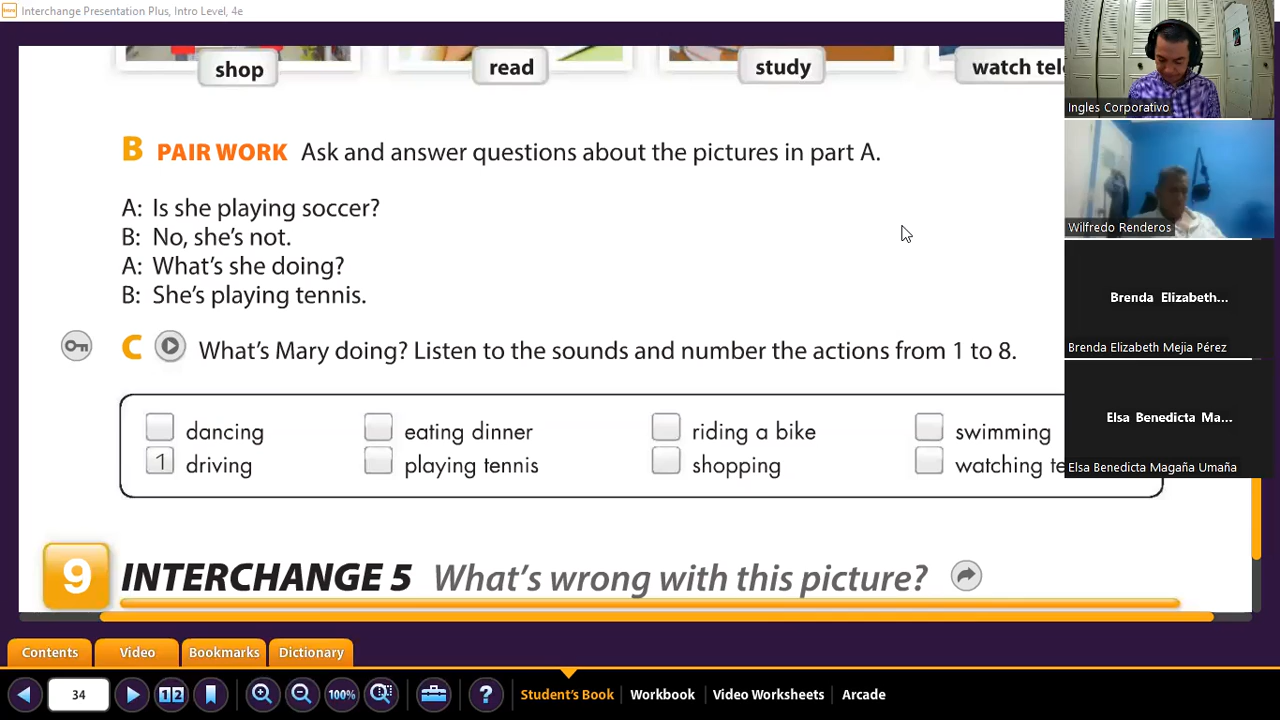 Interchange Presentation Plus, Intro Level, 4e
shop read study watch tel
B PAIR WORK Ask and answer questions about the pictures in part A.
A: Is she playing soccer?
B: No, she's not.
A: What's she doing?
B: She's playing tennis.
C What's Mary doing? Listen to the sounds and number the actions from 1 to 8.
dancing eating dinner riding a bike swimming
1 driving playing tennis shopping watching te
9 INTERCHANGE 5 What's wrong with this picture?
Contents Video Bookmarks Dictionary
34 1 2 100% Student's Book Workbook Video Worksheets Arcade
Ingles Corporativo
Wilfredo Renderos
Brenda Elizabeth...
Brenda Elizabeth Mejia Pérez
Elsa Benedicta Ma...
Elsa Benedicta Magaña Umaña